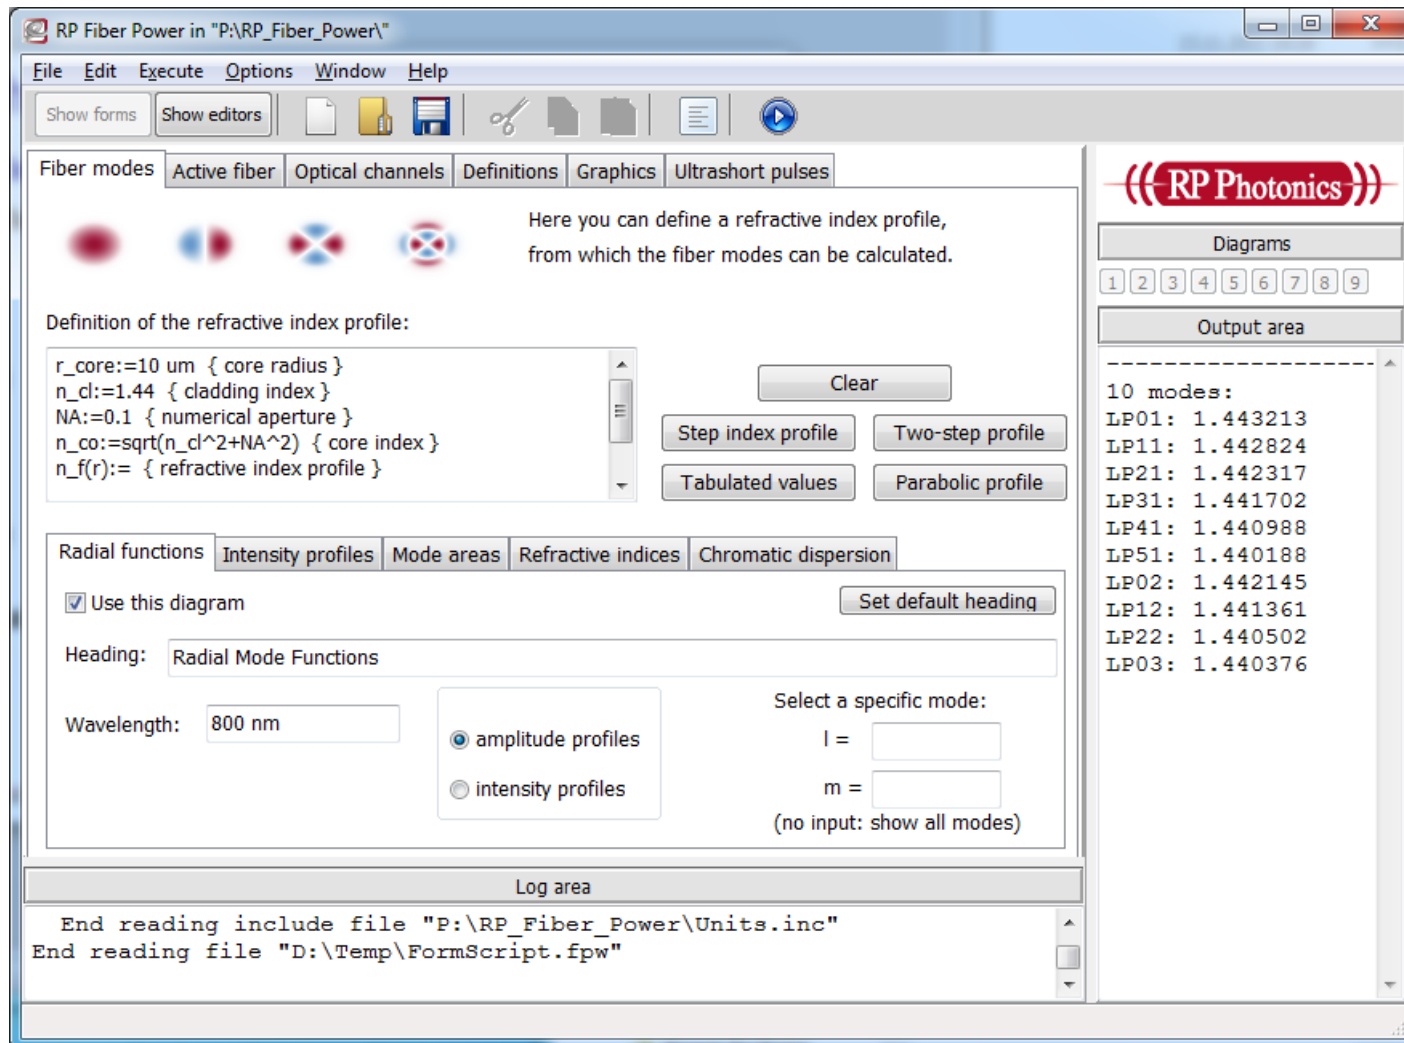 RP Fiber Power in "P:\RP_Fiber_Power\"
File Edit Execute Options Window Help
Show forms Show editors
Fiber modes Active fiber Optical channels Definitions Graphics Ultrashort pulses
Here you can define a refractive index profile,
from which the fiber modes can be calculated.
Definition of the refractive index profile:
r_core:=10 um { core radius }
n_cl:=1.44 { cladding index }
NA:=0.1 { numerical aperture }
n_co:=sqrt(n_cl^2+NA^2) { core index }
n_f(r):= { refractive index profile }
Clear
Step index profile Two-step profile
Tabulated values Parabolic profile
Radial functions Intensity profiles Mode areas Refractive indices Chromatic dispersion
Use this diagram
Set default heading
Heading: Radial Mode Functions
Wavelength: 800 nm
amplitude profiles
intensity profiles
Select a specific mode:
l =
m =
(no input: show all modes)
Log area
End reading include file "P:\RP_Fiber_Power\Units.inc"
End reading file "D:\Temp\FormScript.fpw"
RP Photonics
Diagrams
1 2 3 4 5 6 7 8 9
Output area
--------------------
10 modes:
LP01: 1.443213
LP11: 1.442824
LP21: 1.442317
LP31: 1.441702
LP41: 1.440988
LP51: 1.440188
LP02: 1.442145
LP12: 1.441361
LP22: 1.440502
LP03: 1.440376